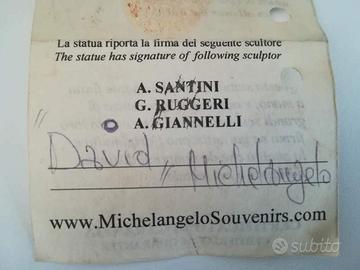 La statua riporta la firma del seguente scultore
The statue has signature of following sculptor
A. SANTINI
G. RUGGERI
A. GIANNELLI
David
" Michelangelo
www.MichelangeloSouvenirs.com
subito